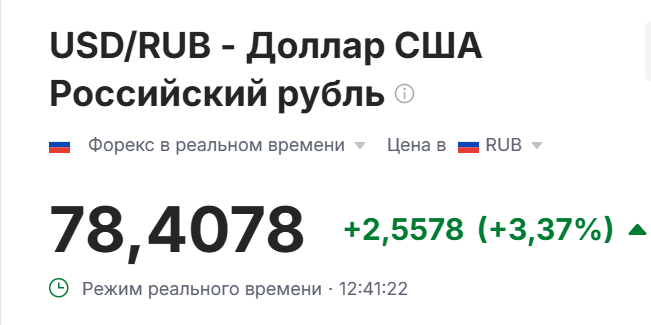 USD/RUB - Доллар США
Российский рубль
Форекс в реальном времени Цена в RUB
78,4078 +2,5578 (+3,37%)
Режим реального времени · 12:41:22